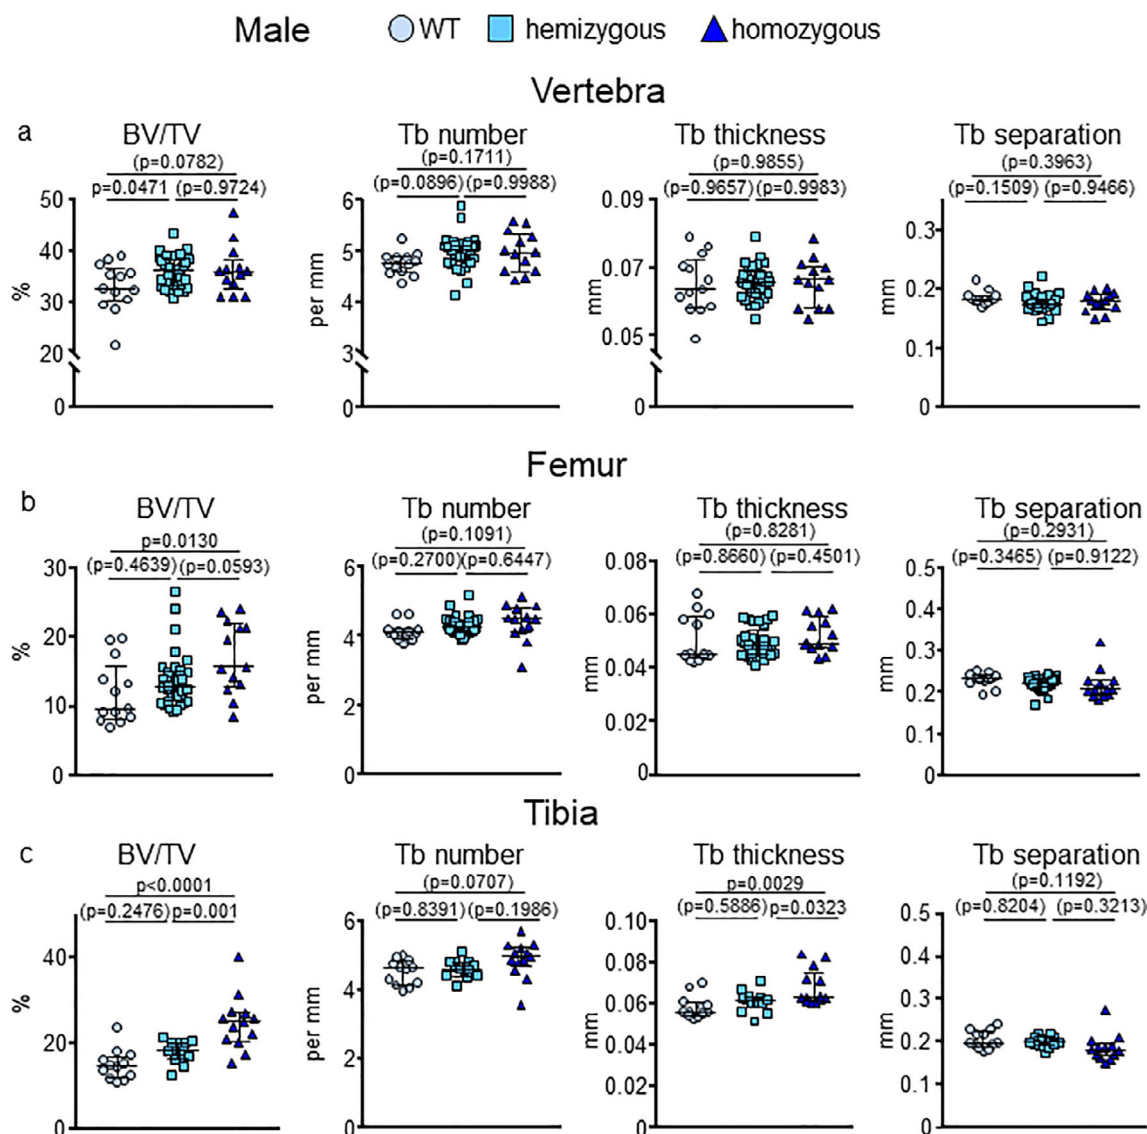 Male WT hemizygous homozygous
Vertebra
a
BV/TV Tb number Tb thickness Tb separation
(p=0.0782) (p=0.1711) (p=0.9855) (p=0.3963)
p=0.0471 (p=0.9724) (p=0.0896) (p=0.9988) (p=0.9657) (p=0.9983) (p=0.1509) (p=0.9466)
50 6 0.09 0.3
40 5 0.07 0.2
30 4 0.05 0.1
20 3
0 0 0 0
% per mm mm mm
Femur
b
BV/TV Tb number Tb thickness Tb separation
p=0.0130 (p=0.1091) (p=0.8281) (p=0.2931)
(p=0.4639) (p=0.0593) (p=0.2700) (p=0.6447) (p=0.8660) (p=0.4501) (p=0.3465) (p=0.9122)
30 6 0.08 0.5
20 4 0.06 0.4
10 2 0.04 0.3
0 0 0.02 0.2
0 0.1
0
% per mm mm mm
Tibia
c
BV/TV Tb number Tb thickness Tb separation
p<0.0001 (p=0.0707) p=0.0029 (p=0.1192)
(p=0.2476) p=0.001 (p=0.8391) (p=0.1986) (p=0.5886) p=0.0323 (p=0.8204) (p=0.3213)
40 6 0.10 0.5
20 4 0.08 0.4
0 2 0.06 0.3
0 0.04 0.2
0.02 0.1
0.00 0
% per mm mm mm